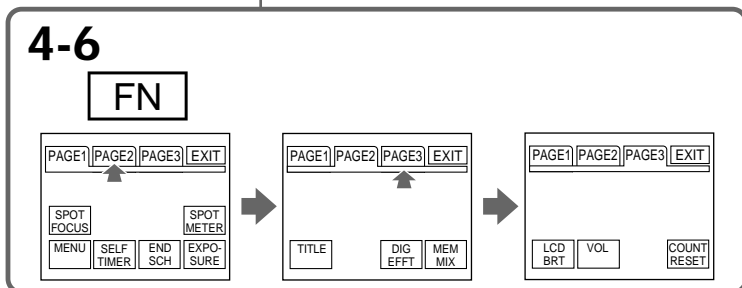 4-6
FN
PAGE1 PAGE2 PAGE3 EXIT
SPOT FOCUS
SPOT METER
MENU
SELF TIMER
END SCH
EXPO-
SURE
PAGE1 PAGE2 PAGE3 EXIT
TITLE
DIG EFFT
MEM MIX
PAGE1 PAGE2 PAGE3 EXIT
LCD BRT
VOL
COUNT RESET